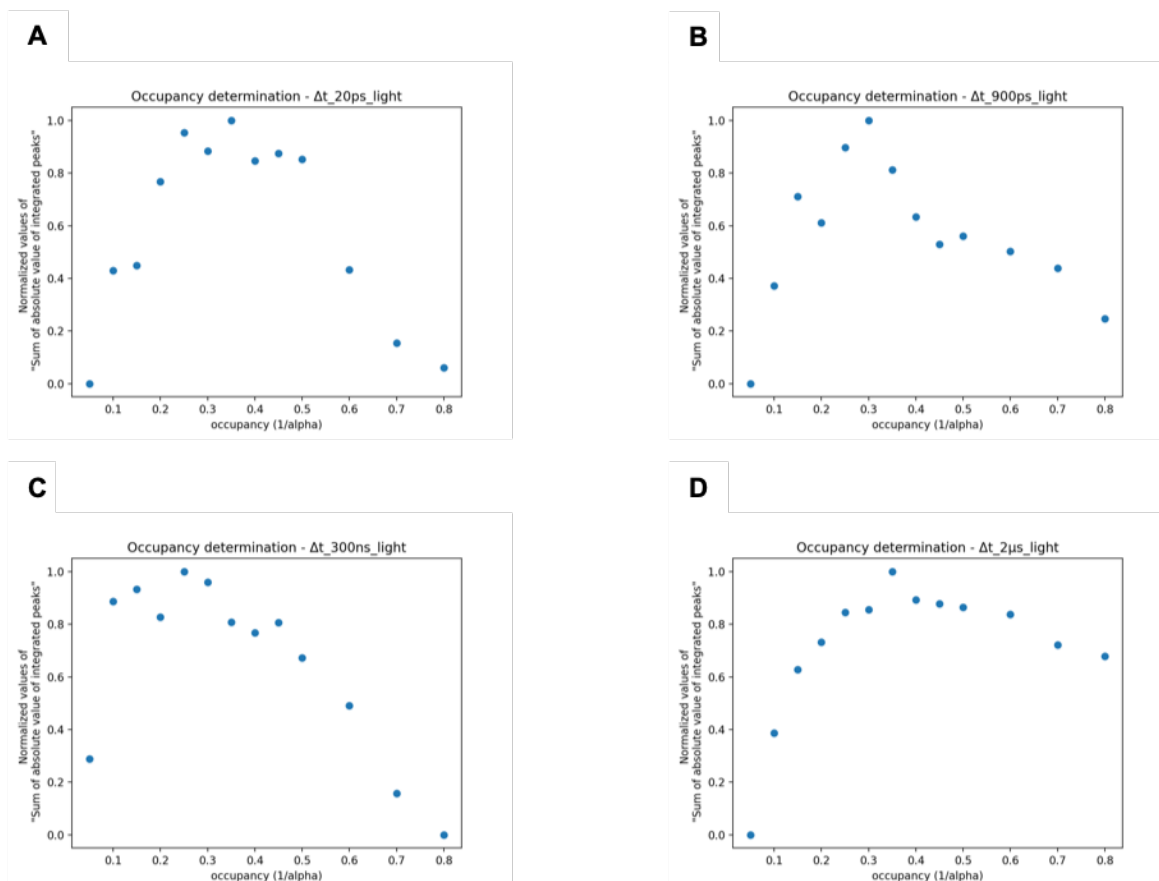 A
Occupancy determination - Δt_20ps_light
Normalized values of
"Sum of absolute value of integrated peaks"
1.0
0.8
0.6
0.4
0.2
0.0
0.1 0.2 0.3 0.4 0.5 0.6 0.7 0.8
occupancy (1/alpha)
B
Occupancy determination - Δt_900ps_light
Normalized values of
"Sum of absolute value of integrated peaks"
1.0
0.8
0.6
0.4
0.2
0.0
0.1 0.2 0.3 0.4 0.5 0.6 0.7 0.8
occupancy (1/alpha)
C
Occupancy determination - Δt_300ns_light
Normalized values of
"Sum of absolute value of integrated peaks"
1.0
0.8
0.6
0.4
0.2
0.0
0.1 0.2 0.3 0.4 0.5 0.6 0.7 0.8
occupancy (1/alpha)
D
Occupancy determination - Δt_2μs_light
Normalized values of
"Sum of absolute value of integrated peaks"
1.0
0.8
0.6
0.4
0.2
0.0
0.1 0.2 0.3 0.4 0.5 0.6 0.7 0.8
occupancy (1/alpha)